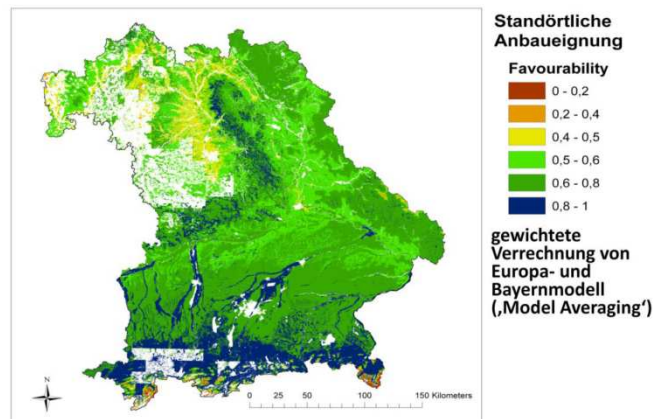 Standörtliche
Anbaueignung
Favourability
0 - 0,2
0,2 - 0,4
0,4 - 0,5
0,5 - 0,6
0,6 - 0,8
0,8 - 1
gewichtete
Verrechnung von
Europa- und
Bayernmodell
(‚Model Averaging‘)
N
0 25 50 100 150 Kilometers